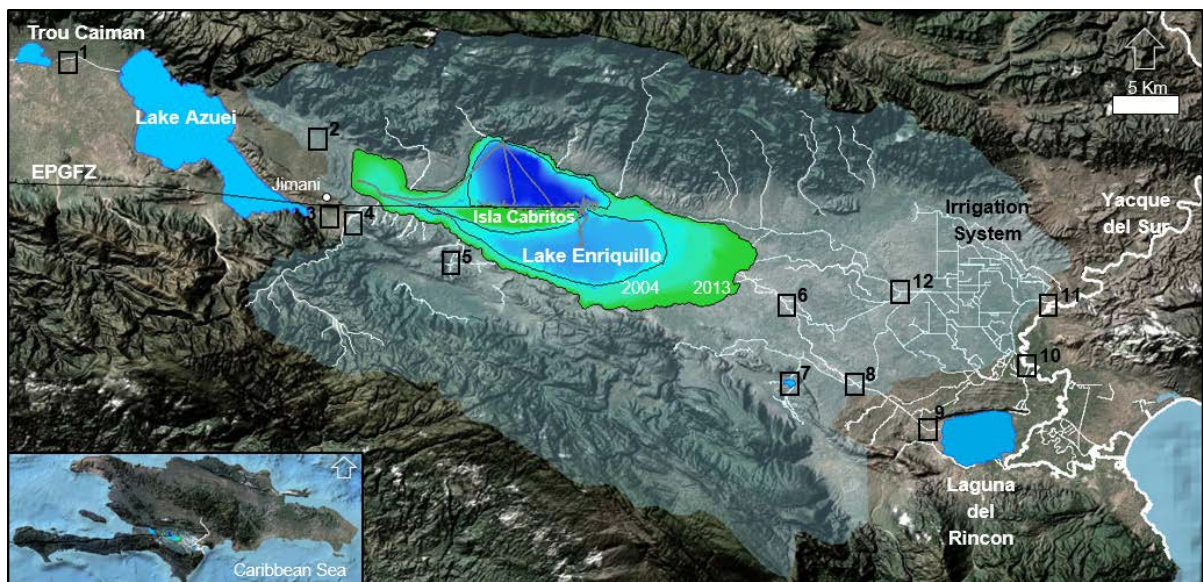 Trou Caiman
1
5 Km
Lake Azuei
2
EPGFZ
Jimani
3
4
Isla Cabritos
5
Lake Enriquillo
2004
2013
Irrigation
System
Yacque
del Sur
6
12
11
7
8
10
9
Laguna
del
Rincon
Caribbean Sea